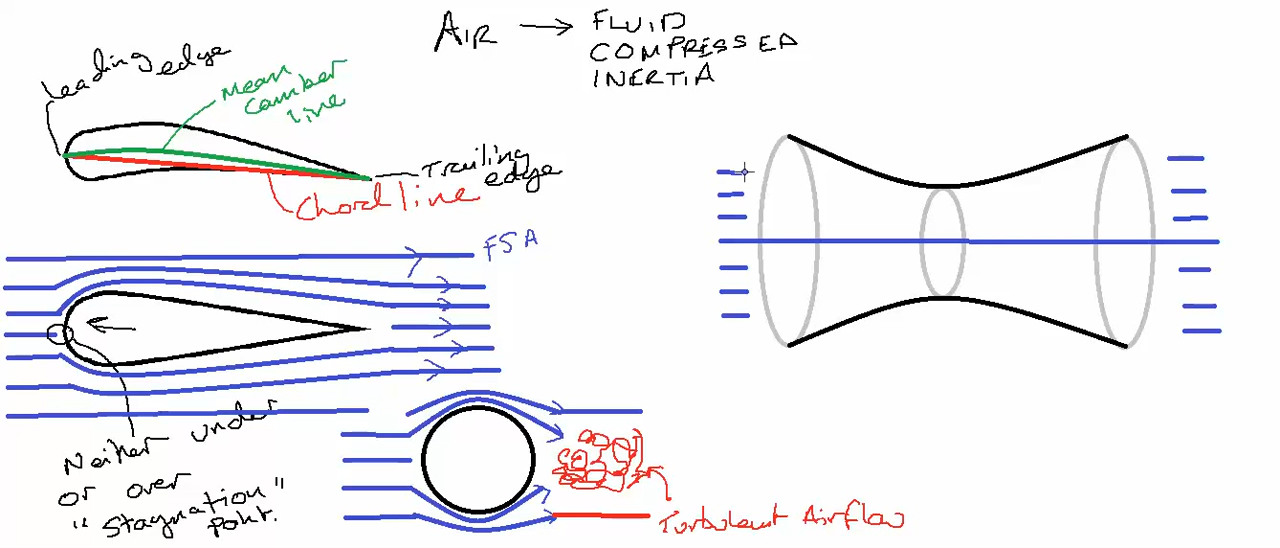 AIR
FLUID
COMPRESSED
INERTIA
Leading edge
Mean
camber
line
Trailing
edge
Chord line
FSA
Neither under
or over
"Stagnation"
point.
Turbulent Airflow